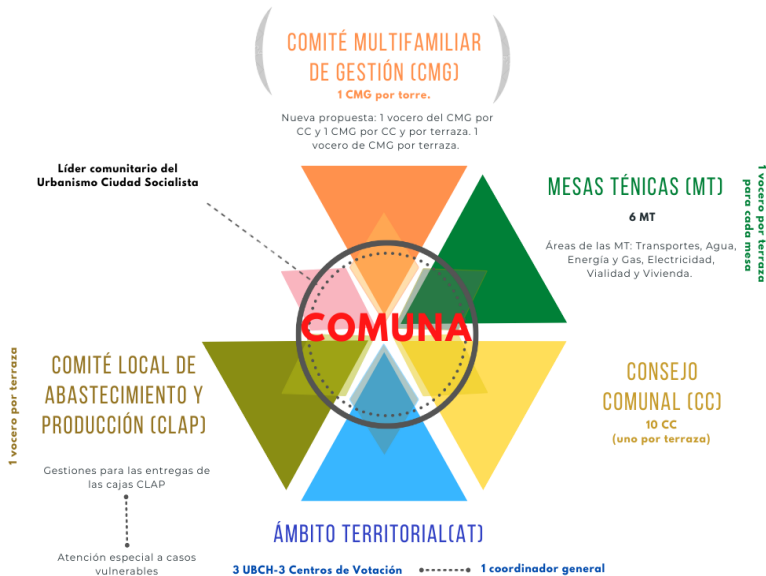 COMITÉ MULTIFAMILIAR
DE GESTIÓN (CMG)
1 CMG por torre.
Nueva propuesta: 1 vocero del CMG por
CC y 1 CMG por CC y por terraza. 1
vocero de CMG por terraza.
Líder comunitario del
Urbanismo Ciudad Socialista
MESAS TÉNICAS (MT)
6 MT
Áreas de las MT: Transportes, Agua,
Energía y Gas, Electricidad,
Vialidad y Vivienda.
1 vocero por terraza
para cada mesa
COMUNA
1 vocero por terraza
COMITÉ LOCAL DE
ABASTECIMIENTO Y
PRODUCCIÓN (CLAP)
Gestiones para las entregas de
las cajas CLAP
Atención especial a casos
vulnerables
CONSEJO
COMUNAL (CC)
10 CC
(uno por terraza)
ÁMBITO TERRITORIAL(AT)
3 UBCH-3 Centros de Votación
1 coordinador general